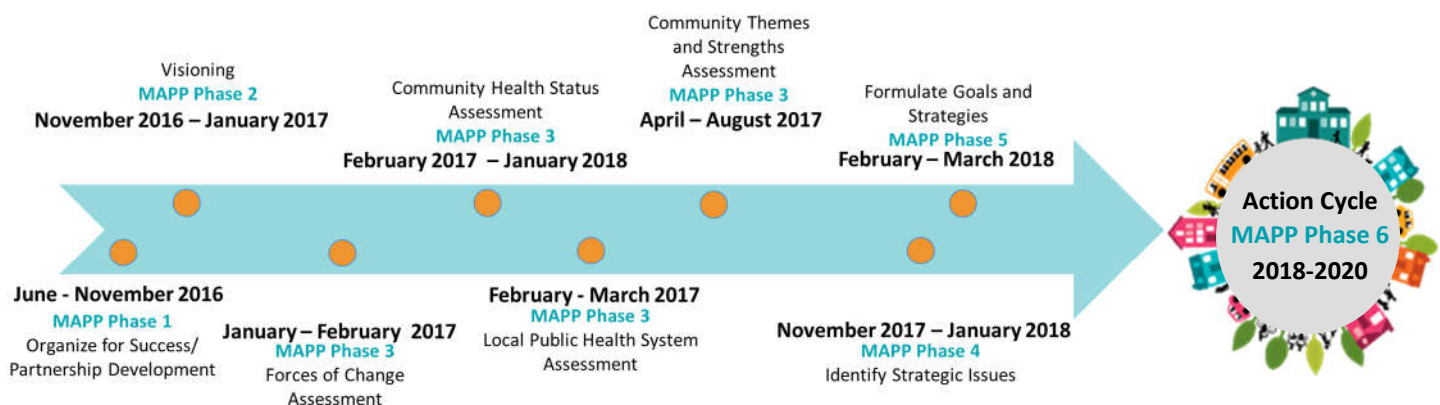 Visioning
MAPP Phase 2
November 2016 – January 2017
Community Health Status
Assessment
MAPP Phase 3
February 2017 – January 2018
Community Themes
and Strengths
Assessment
MAPP Phase 3
April – August 2017
Formulate Goals and
Strategies
MAPP Phase 5
February – March 2018
June - November 2016
MAPP Phase 1
Organize for Success/
Partnership Development
January – February 2017
MAPP Phase 3
Forces of Change
Assessment
February - March 2017
MAPP Phase 3
Local Public Health System
Assessment
November 2017 – January 2018
MAPP Phase 4
Identify Strategic Issues
Action Cycle
MAPP Phase 6
2018-2020